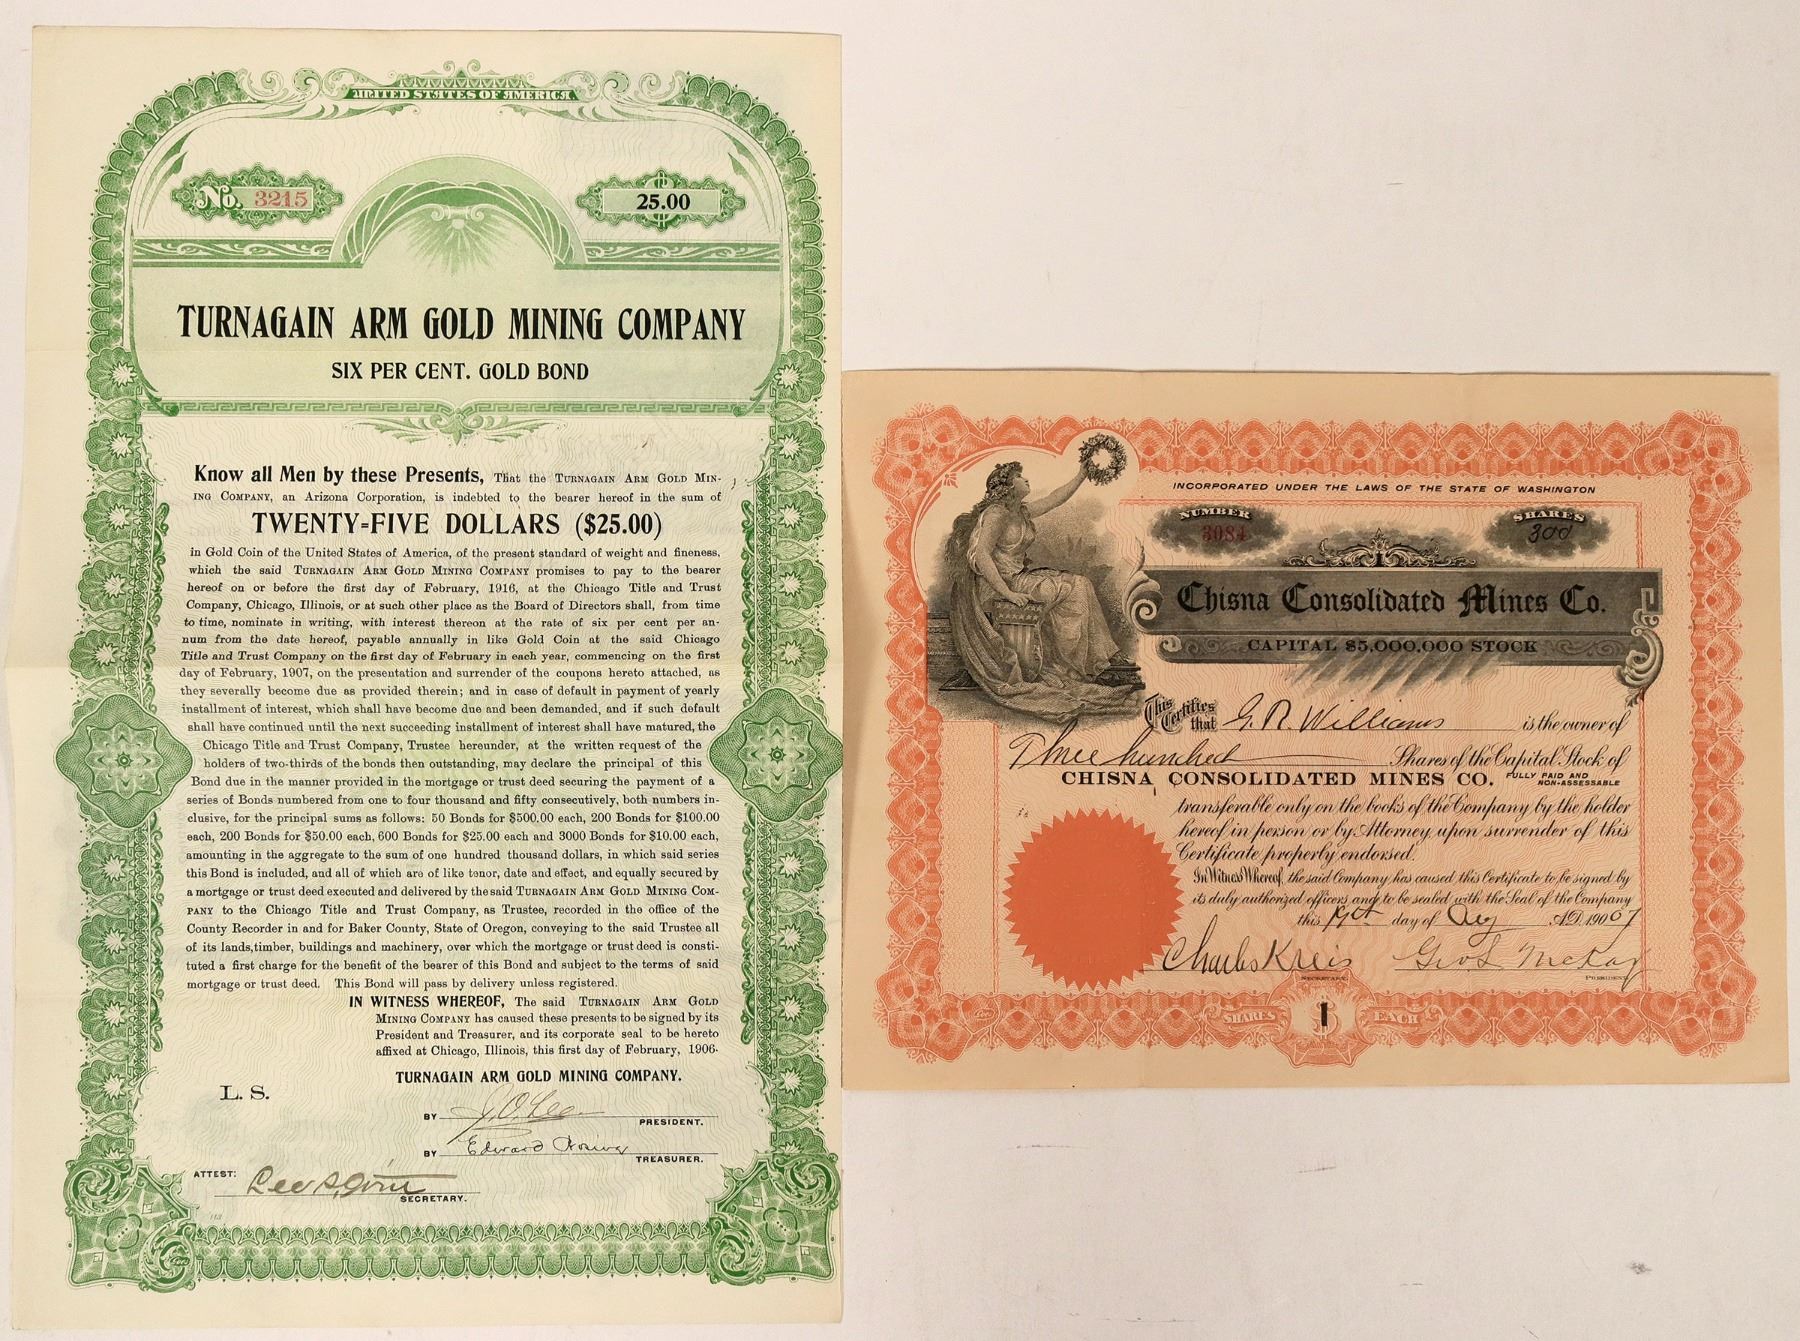 UNITED STATES OF AMERICA
No. 3215
$ 25.00
TURNAGAIN ARM GOLD MINING COMPANY
SIX PER CENT. GOLD BOND
Know all Men by these Presents, THAT THE TURNAGAIN ARM GOLD MIN-
ING COMPANY, an Arizona Corporation, is indebted to the bearer hereof in the sum of
TWENTY-FIVE DOLLARS ($25.00)
in Gold Coin of the United States of America, of the present standard of weight and fineness,
which the said TURNAGAIN ARM GOLD MINING COMPANY promises to pay to the bearer
hereof on or before the first day of February, 1916, at the Chicago Title and Trust
Company, Chicago, Illinois, or at such other place as the Board of Directors shall, from time
to time, nominate in writing, with interest thereon at the rate of six per cent per an-
num from the date hereof, payable annually in like Gold Coin at the said Chicago
Title and Trust Company on the first day of February in each year, commencing on the first
day of February, 1907, on the presentation and surrender of the coupons hereto attached, as
they severally become due as provided therein; and in case of default in payment of yearly
installment of interest, which shall have become due and been demanded, and if such default
shall have continued until the next succeeding installment of interest shall have matured, the
Chicago Title and Trust Company, Trustee hereunder, at the written request of the
holders of two-thirds of the bonds then outstanding, may declare the principal of this
Bond due in the manner provided in the mortgage or trust deed securing the payment of a
series of Bonds numbered from one to four thousand and fifty consecutively, both numbers in-
clusive, for the principal sums as follows: 50 Bonds for $500.00 each, 200 Bonds for $100.00
each, 200 Bonds for $50.00 each, 600 Bonds for $25.00 each and 3000 Bonds for $10.00 each,
amounting in the aggregate to the sum of one hundred thousand dollars, in which said series
this Bond is included, and all of which are of like tenor, date and effect, and equally secured by
a mortgage or trust deed executed and delivered by the said TURNAGAIN ARM GOLD MINING COM-
PANY to the Chicago Title and Trust Company, as Trustee, recorded in the office of the
County Recorder in and for Baker County, State of Oregon, conveying to the said Trustee all
of its lands, timber, buildings and machinery, over which the mortgage or trust deed is consti-
tuted a first charge for the benefit of the bearer of this Bond and subject to the terms of said
mortgage or trust deed. This Bond will pass by delivery unless registered.
IN WITNESS WHEREOF, The said TURNAGAIN ARM GOLD
MINING COMPANY has caused these presents to be signed by its
President and Treasurer, and its corporate seal to be hereto
affixed at Chicago, Illinois, this first day of February, 1906.
TURNAGAIN ARM GOLD MINING COMPANY.
L. S.
BY
PRESIDENT.
BY Edward
TREASURER.
ATTEST:
SECRETARY.
INCORPORATED UNDER THE LAWS OF THE STATE OF WASHINGTON
NUMBER
3084
SHARES
300
Chisna Consolidated Mines Co.
CAPITAL $5,000,000 STOCK
This Certifies that G. R. Williams is the owner of
Three hundred Shares of the Capital Stock of
CHISNA CONSOLIDATED MINES CO. FULLY PAID AND NON-ASSESSABLE
transferable only on the books of the Company by the holder
hereof in person or by Attorney, upon surrender of this
Certificate properly endorsed.
In Witness Whereof, the said Company has caused this Certificate to be signed by
its duly authorized officers and to be sealed with the Seal of the Company
this 19th day of Aug A.D. 1907
Charles Kreis
SECRETARY.
Geo L McKay
PRESIDENT.
SHARES $1 EACH